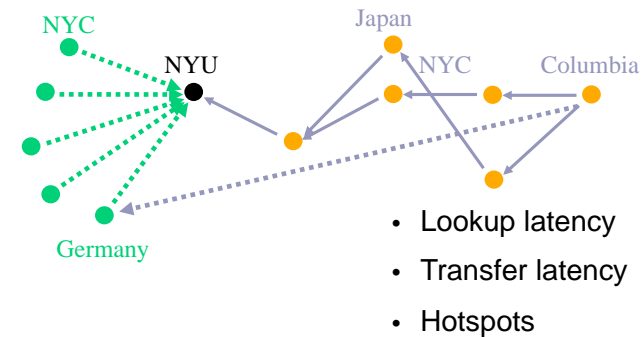 NYC
NYU
Japan
NYC
Columbia
Germany
• Lookup latency
• Transfer latency
• Hotspots